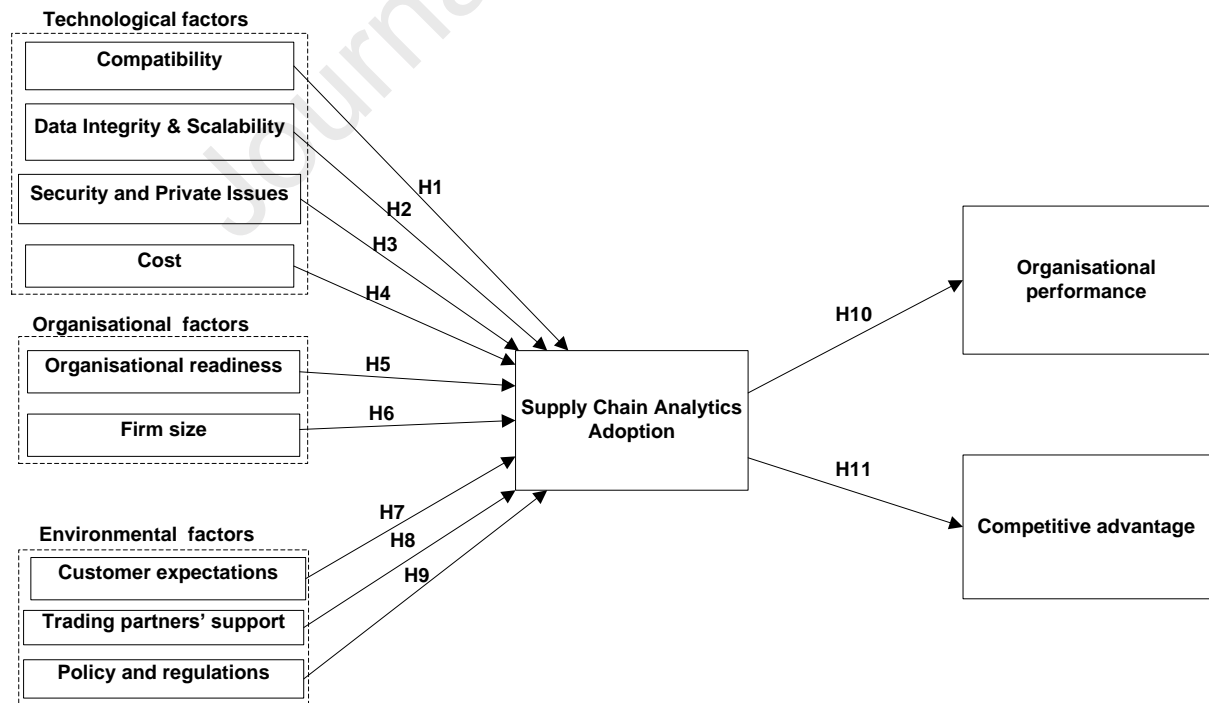 Technological factors
Compatibility
Data Integrity & Scalability
Security and Private Issues
Cost
Organisational factors
Organisational readiness
Firm size
Environmental factors
Customer expectations
Trading partners' support
Policy and regulations
H1
H2
H3
H4
H5
H6
H7
H8
H9
Supply Chain Analytics
Adoption
H10
H11
Organisational
performance
Competitive advantage
Journa